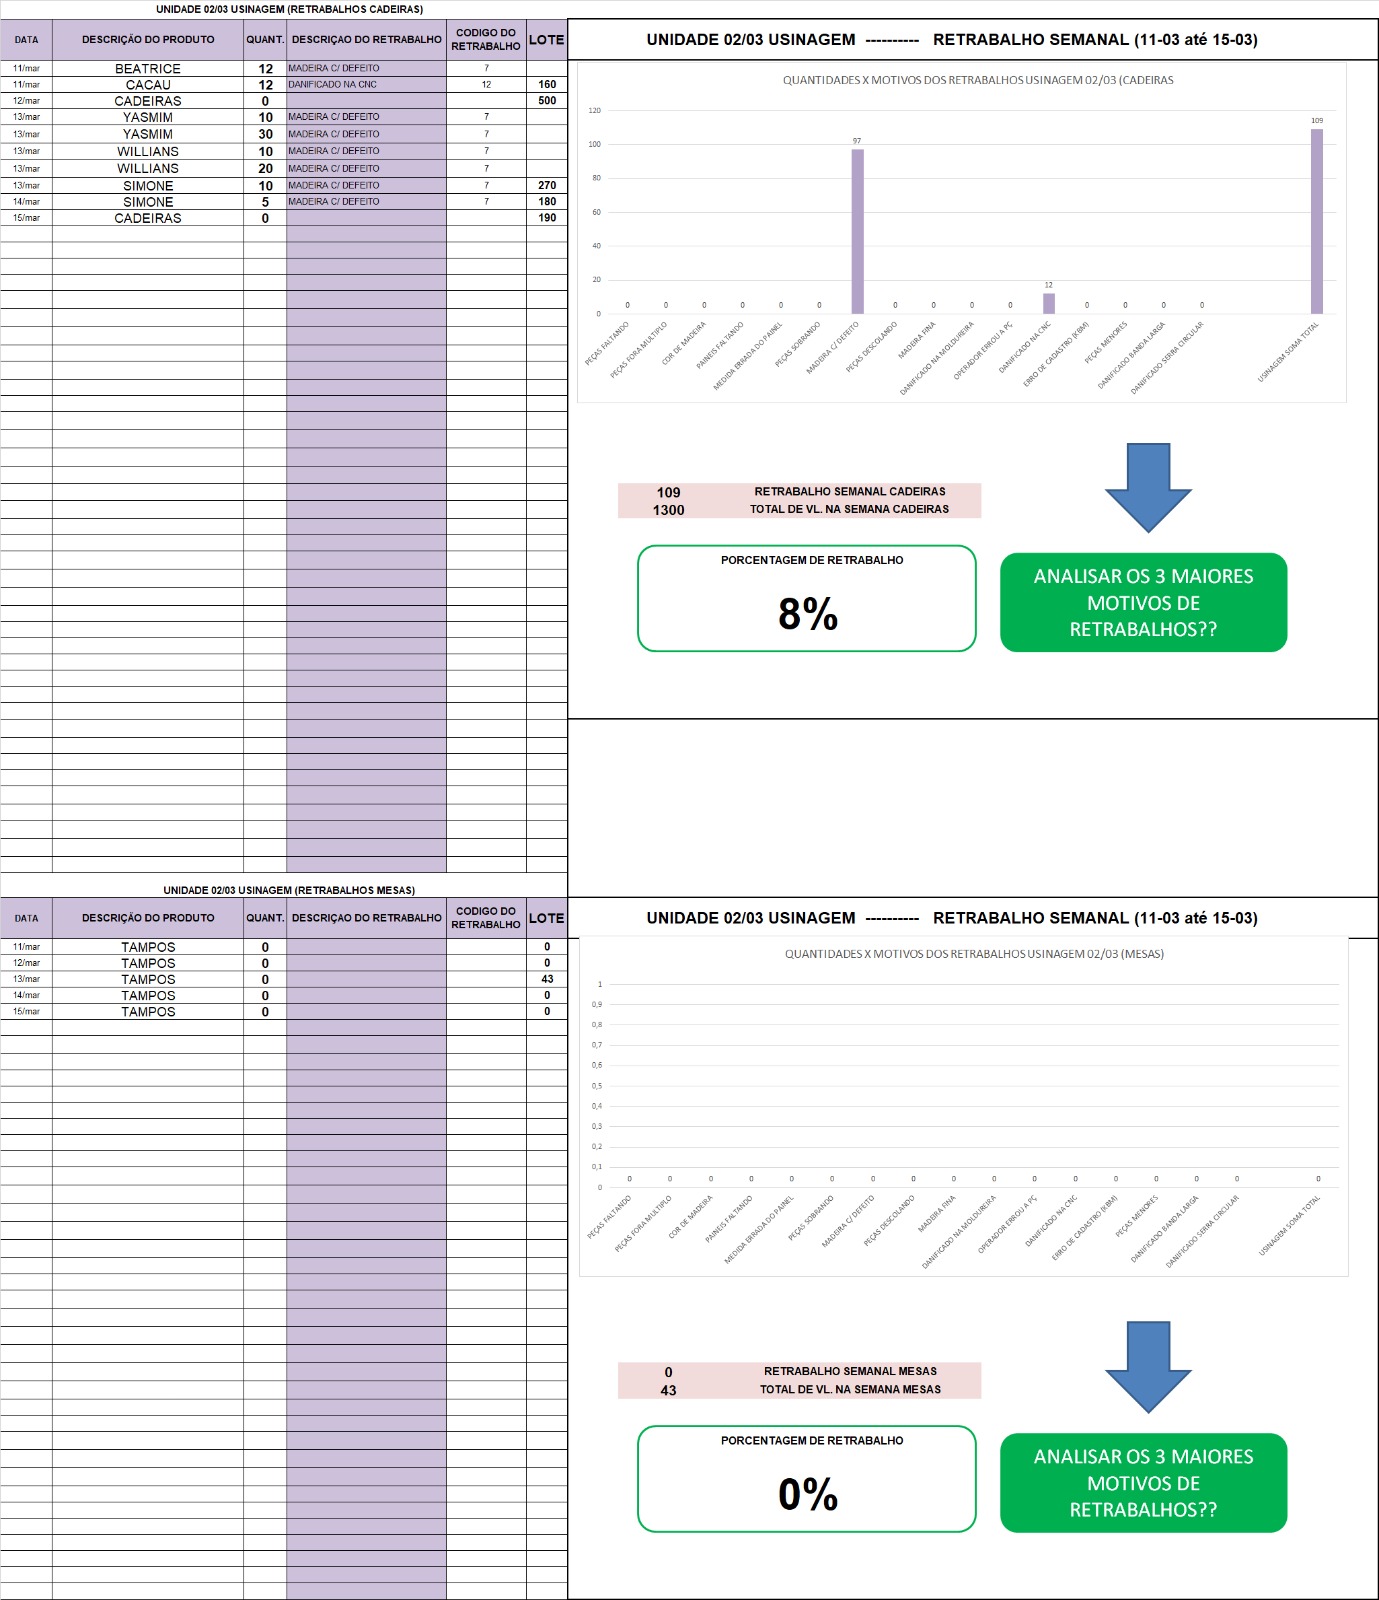 UNIDADE 02/03 USINAGEM (RETRABALHOS CADEIRAS)
DATA DESCRIÇÃO DO PRODUTO QUANT. DESCRIÇAO DO RETRABALHO CODIGO DO RETRABALHO LOTE
11/mar BEATRICE 12 MADEIRA C/ DEFEITO 7
11/mar CACAU 12 DANIFICADO NA CNC 12 160
12/mar CADEIRAS 0 500
13/mar YASMIM 10 MADEIRA C/ DEFEITO 7
13/mar YASMIM 30 MADEIRA C/ DEFEITO 7
13/mar WILLIANS 10 MADEIRA C/ DEFEITO 7
13/mar WILLIANS 20 MADEIRA C/ DEFEITO 7
13/mar SIMONE 10 MADEIRA C/ DEFEITO 7 270
14/mar SIMONE 5 MADEIRA C/ DEFEITO 7 180
15/mar CADEIRAS 0 190
UNIDADE 02/03 USINAGEM ---------- RETRABALHO SEMANAL (11-03 até 15-03)
QUANTIDADES X MOTIVOS DOS RETRABALHOS USINAGEM 02/03 (CADEIRAS
120
100
80
60
40
20
0
0 0 0 0 0 0 97 0 0 0 0 12 0 0 0 0 109
PEÇAS FALTANDO
PEÇAS FORA MULTIPLO
COR DE MADEIRA
PAINEIS FALTANDO
MEDIDA ERRADA DO PAINEL
PEÇAS SOBRANDO
MADEIRA C/ DEFEITO
PEÇAS DESCOLANDO
MADEIRA FINA
DANIFICADO NA MOLDUREIRA
OPERADOR ERROU A PÇ
DANIFICADO NA CNC
ERRO DE CADASTRO (KBM)
PEÇAS MENORES
DANIFICADO BANDA LARGA
DANIFICADO SERRA CIRCULAR
USINAGEM SOMA TOTAL
109 RETRABALHO SEMANAL CADEIRAS
1300 TOTAL DE VL. NA SEMANA CADEIRAS
PORCENTAGEM DE RETRABALHO
8%
ANALISAR OS 3 MAIORES
MOTIVOS DE
RETRABALHOS??
UNIDADE 02/03 USINAGEM (RETRABALHOS MESAS)
DATA DESCRIÇÃO DO PRODUTO QUANT. DESCRIÇAO DO RETRABALHO CODIGO DO RETRABALHO LOTE
11/mar TAMPOS 0 0
12/mar TAMPOS 0 0
13/mar TAMPOS 0 43
14/mar TAMPOS 0 0
15/mar TAMPOS 0 0
UNIDADE 02/03 USINAGEM ---------- RETRABALHO SEMANAL (11-03 até 15-03)
QUANTIDADES X MOTIVOS DOS RETRABALHOS USINAGEM 02/03 (MESAS)
1
0,9
0,8
0,7
0,6
0,5
0,4
0,3
0,2
0,1
0
0 0 0 0 0 0 0 0 0 0 0 0 0 0 0 0 0
PEÇAS FALTANDO
PEÇAS FORA MULTIPLO
COR DE MADEIRA
PAINEIS FALTANDO
MEDIDA ERRADA DO PAINEL
PEÇAS SOBRANDO
MADEIRA C/ DEFEITO
PEÇAS DESCOLANDO
MADEIRA FINA
DANIFICADO NA MOLDUREIRA
OPERADOR ERROU A PÇ
DANIFICADO NA CNC
ERRO DE CADASTRO (KBM)
PEÇAS MENORES
DANIFICADO BANDA LARGA
DANIFICADO SERRA CIRCULAR
USINAGEM SOMA TOTAL
0 RETRABALHO SEMANAL MESAS
43 TOTAL DE VL. NA SEMANA MESAS
PORCENTAGEM DE RETRABALHO
0%
ANALISAR OS 3 MAIORES
MOTIVOS DE
RETRABALHOS??